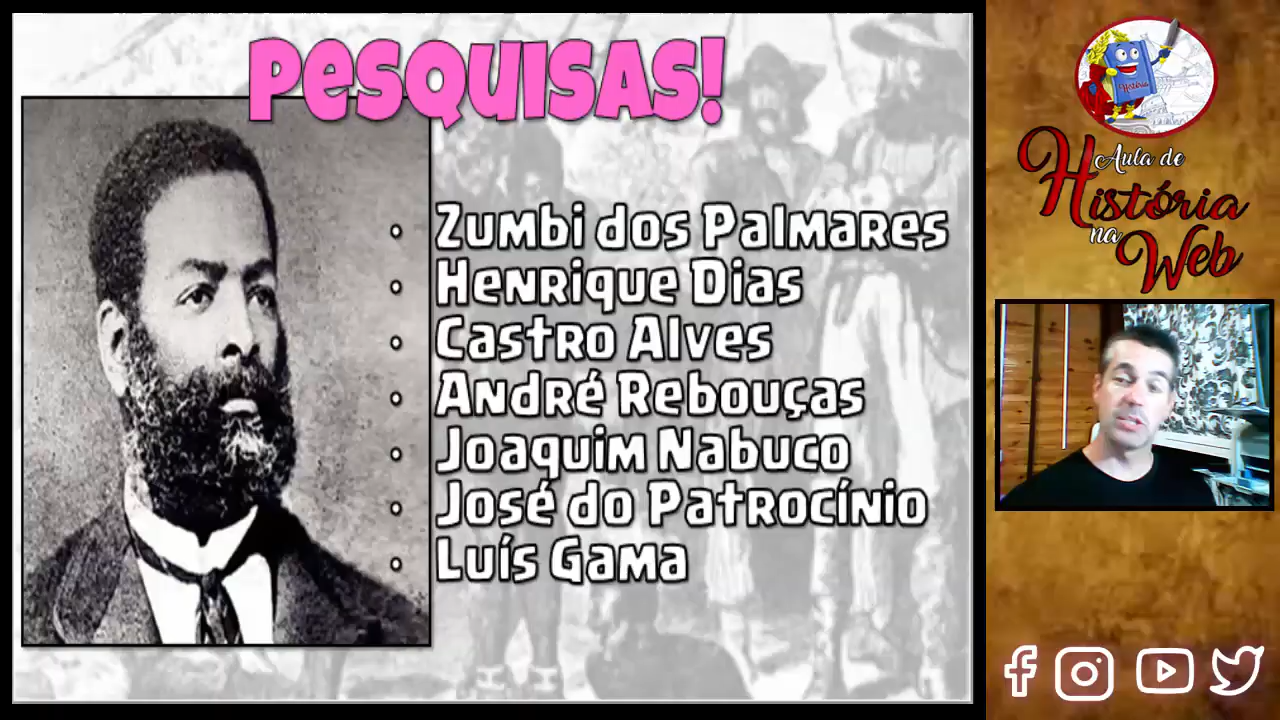 PESQUISAS!
• Zumbi dos Palmares
• Henrique Dias
• Castro Alves
• André Rebouças
• Joaquim Nabuco
• José do Patrocínio
• Luís Gama
História
Aula de
História
na
Web